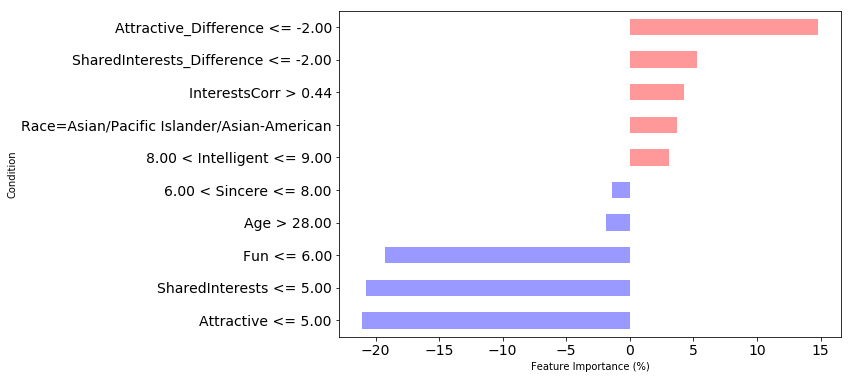 Attractive_Difference <= -2.00
SharedInterests_Difference <= -2.00
InterestsCorr > 0.44
Race=Asian/Pacific Islander/Asian-American
8.00 < Intelligent <= 9.00
6.00 < Sincere <= 8.00
Age > 28.00
Fun <= 6.00
SharedInterests <= 5.00
Attractive <= 5.00
Condition
−20 −15 −10 −5 0 5 10 15
Feature Importance (%)